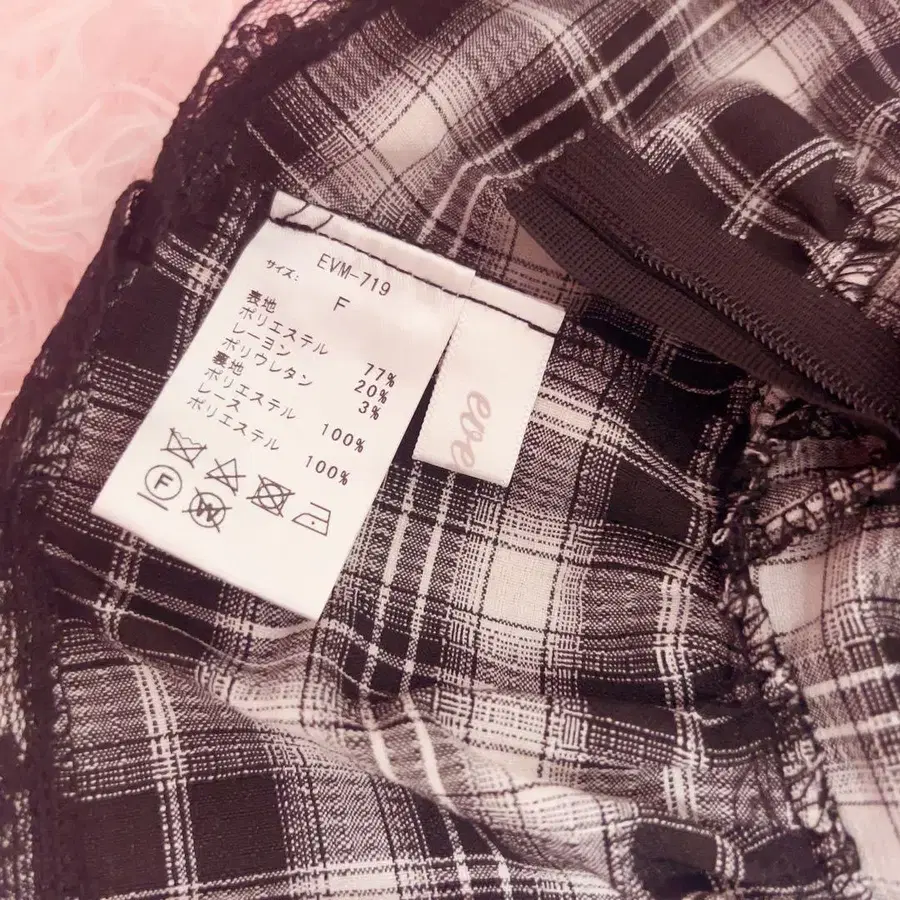 EVM-719
サイズ: F
表地
ポリエステル 77%
レーヨン 20%
ポリウレタン 3%
裏地
ポリエステル 100%
レース
ポリエステル 100%
F
W
eve